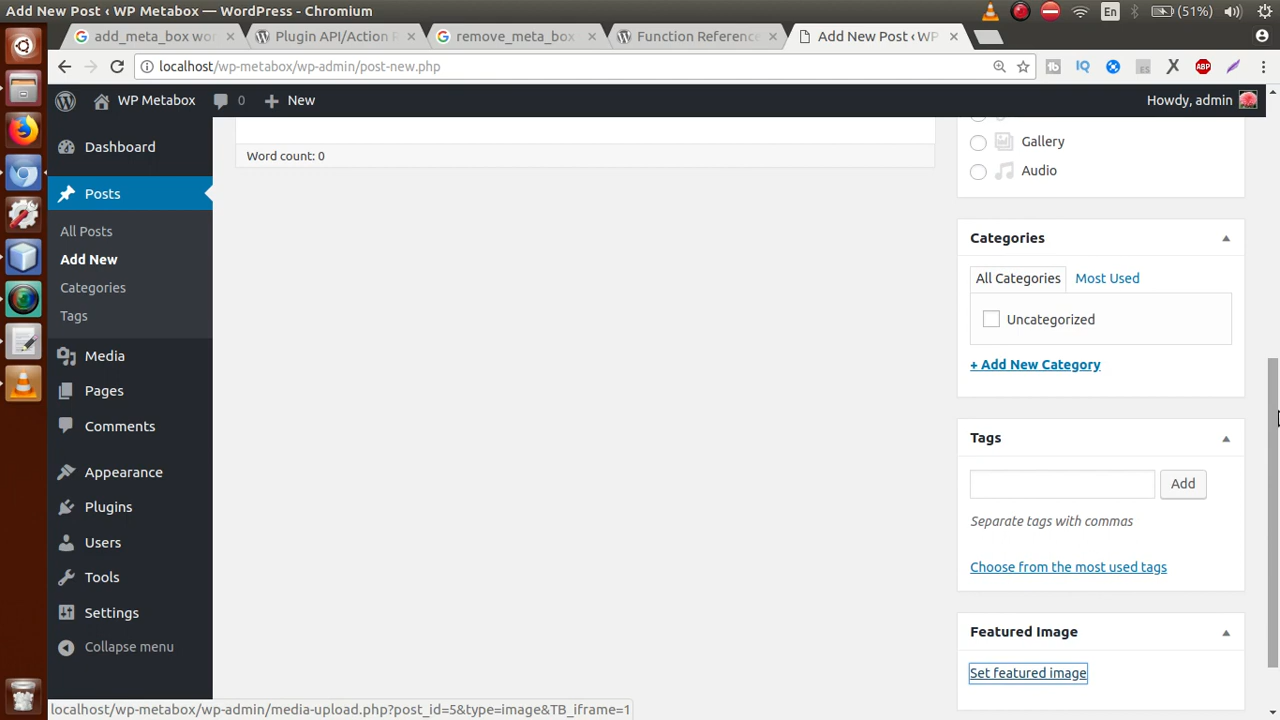 Add New Post ‹ WP Metabox — WordPress - Chromium
En
(51%)
add_meta_box wor
Plugin API/Action
remove_meta_box
Function Reference
Add New Post ‹ WP
localhost/wp-metabox/wp-admin/post-new.php
IQ
ABP
WP Metabox
0
New
Howdy, admin
Dashboard
Posts
All Posts
Add New
Categories
Tags
Media
Pages
Comments
Appearance
Plugins
Users
Tools
Settings
Collapse menu
Word count: 0
Gallery
Audio
Categories
All Categories
Most Used
Uncategorized
+ Add New Category
Tags
Add
Separate tags with commas
Choose from the most used tags
Featured Image
Set featured image
localhost/wp-metabox/wp-admin/media-upload.php?post_id=5&type=image&TB_iframe=1